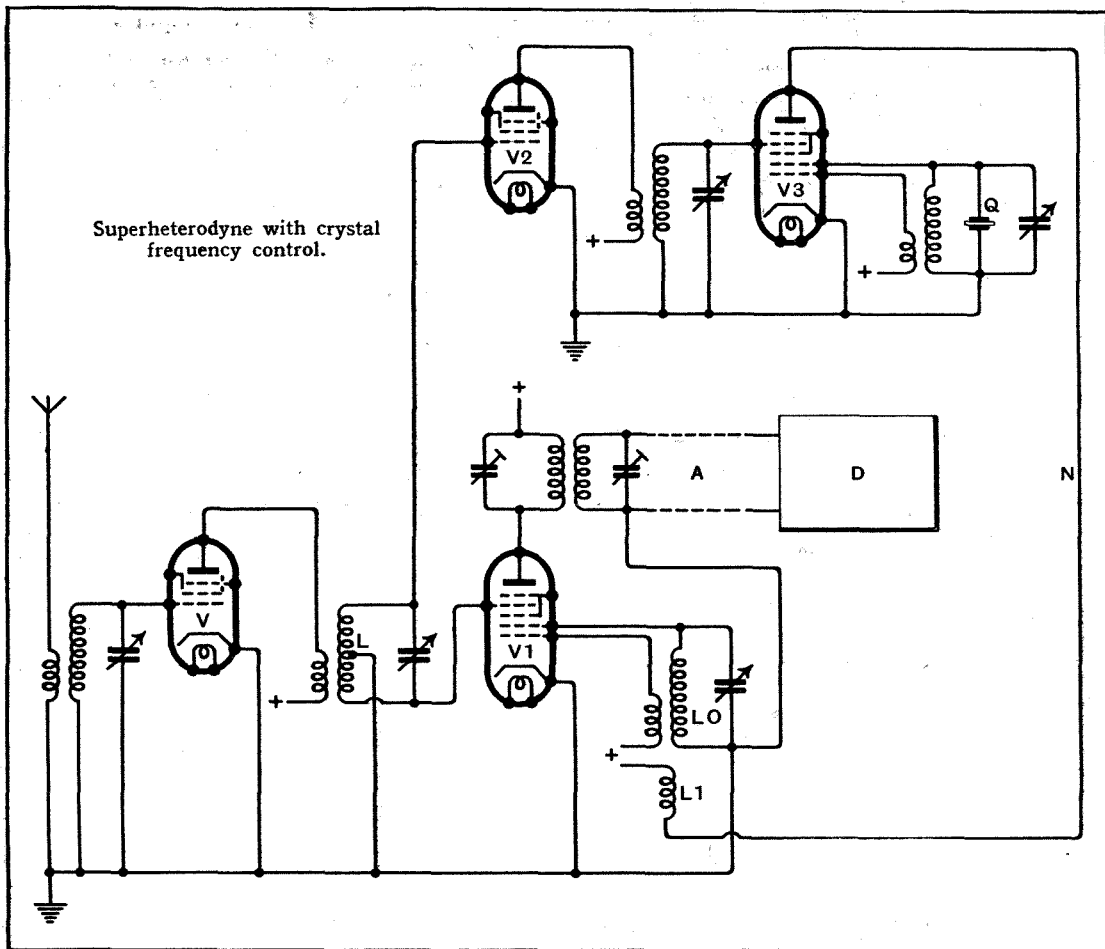 V2
V3
Q
+
+
Superheterodyne with crystal
frequency control.
+
A
D
N
V
L
V1
+
LO
+
L1